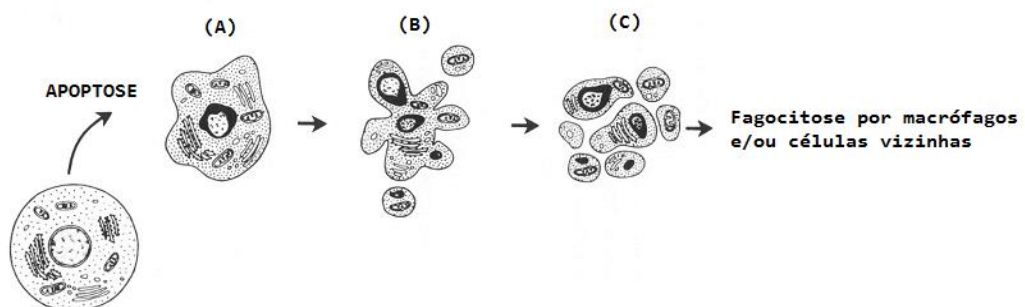 (A)
(B)
(C)
APOPTOSE
Fagocitose por macrófagos
e/ou células vizinhas